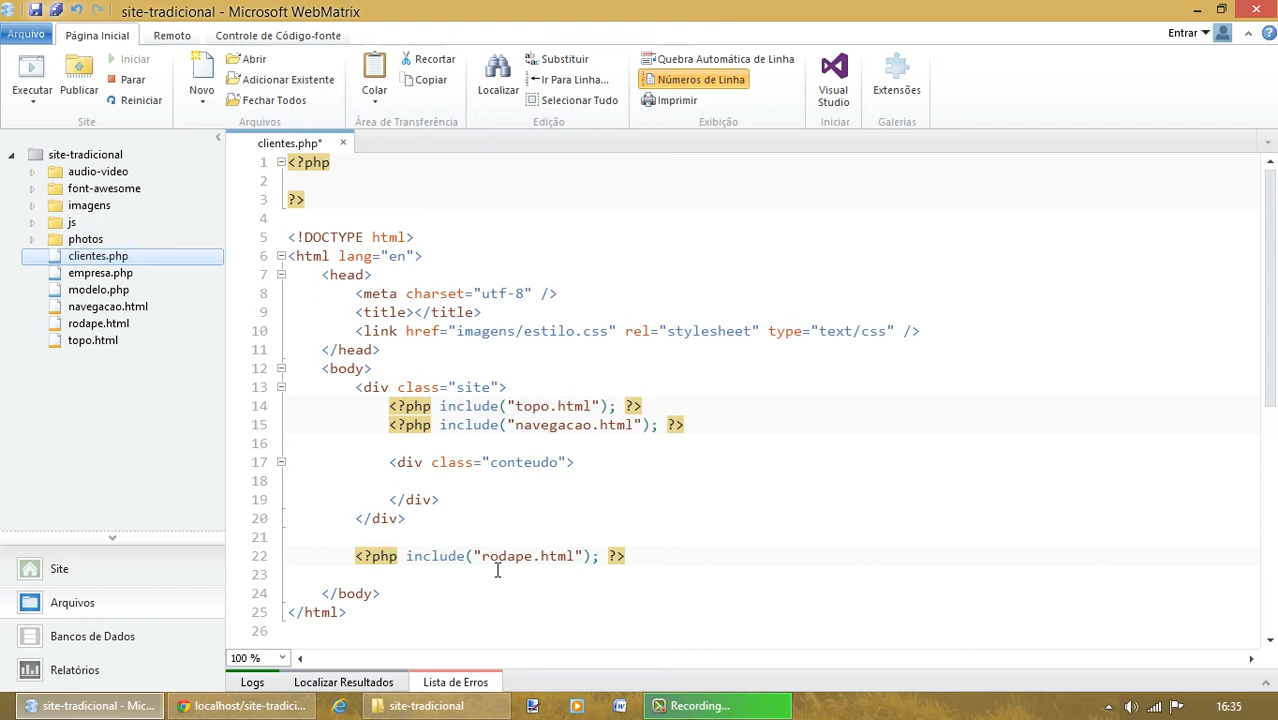 site-tradicional - Microsoft WebMatrix
Arquivo Página Inicial Remoto Controle de Código-fonte Entrar
Executar Publicar Iniciar Parar Reiniciar
Site
Novo Abrir Adicionar Existente Fechar Todos
Arquivos
Colar Recortar Copiar
Área de Transferência
Localizar Substituir Ir Para Linha... Selecionar Tudo
Edição
Quebra Automática de Linha
Números de Linha
Imprimir
Exibição
Visual Studio
Iniciar
Extensões
Galerias
site-tradicional
audio-video
font-awesome
imagens
js
photos
clientes.php
empresa.php
modelo.php
navegacao.html
rodape.html
topo.html
Site
Arquivos
Bancos de Dados
Relatórios
clientes.php*
1 <?php
2
3 ?>
4
5 <!DOCTYPE html>
6 <html lang="en">
7 <head>
8 <meta charset="utf-8" />
9 <title></title>
10 <link href="imagens/estilo.css" rel="stylesheet" type="text/css" />
11 </head>
12 <body>
13 <div class="site">
14 <?php include("topo.html"); ?>
15 <?php include("navegacao.html"); ?>
16
17 <div class="conteudo">
18
19 </div>
20 </div>
21
22 <?php include("rodape.html"); ?>
23
24 </body>
25 </html>
26
100 %
Logs Localizar Resultados Lista de Erros
site-tradicional - Mic... localhost/site-tradici... site-tradicional Recording... 16:35